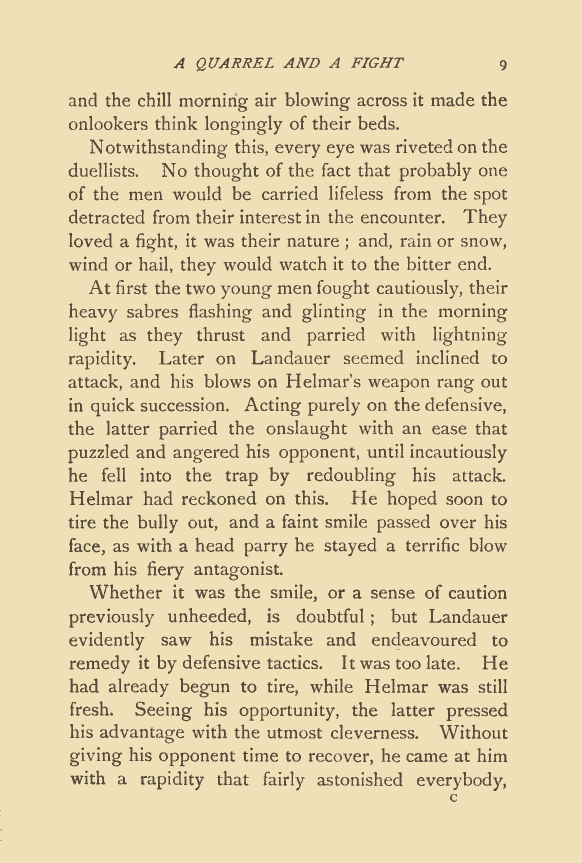 A QUARREL AND A FIGHT 9
and the chill morning air blowing across it made the
onlookers think longingly of their beds.
Notwithstanding this, every eye was riveted on the
duellists. No thought of the fact that probably one
of the men would be carried lifeless from the spot
detracted from their interest in the encounter. They
loved a fight, it was their nature ; and, rain or snow,
wind or hail, they would watch it to the bitter end.
At first the two young men fought cautiously, their
heavy sabres flashing and glinting in the morning
light as they thrust and parried with lightning
rapidity. Later on Landauer seemed inclined to
attack, and his blows on Helmar's weapon rang out
in quick succession. Acting purely on the defensive,
the latter parried the onslaught with an ease that
puzzled and angered his opponent, until incautiously
he fell into the trap by redoubling his attack.
Helmar had reckoned on this. He hoped soon to
tire the bully out, and a faint smile passed over his
face, as with a head parry he stayed a terrific blow
from his fiery antagonist.
Whether it was the smile, or a sense of caution
previously unheeded, is doubtful ; but Landauer
evidently saw his mistake and endeavoured to
remedy it by defensive tactics. It was too late. He
had already begun to tire, while Helmar was still
fresh. Seeing his opportunity, the latter pressed
his advantage with the utmost cleverness. Without
giving his opponent time to recover, he came at him
with a rapidity that fairly astonished everybody,
C